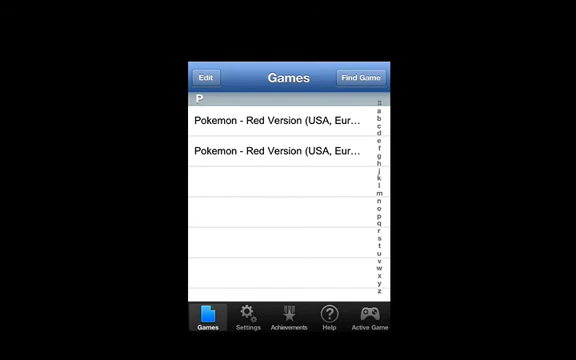 Edit
Games
Find Game
P
Pokemon - Red Version (USA, Eur...
Pokemon - Red Version (USA, Eur...
a
b
c
d
e
f
g
h
j
k
l
m
n
o
p
q
r
s
t
u
v
w
x
y
z
Games
Settings
Achievements
?
Help
Active Game